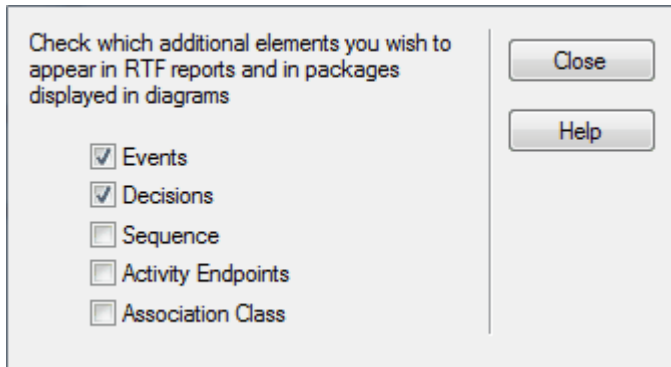 Check which additional elements you wish to
appear in RTF reports and in packages
displayed in diagrams
Close
Help
Events
Decisions
Sequence
Activity Endpoints
Association Class